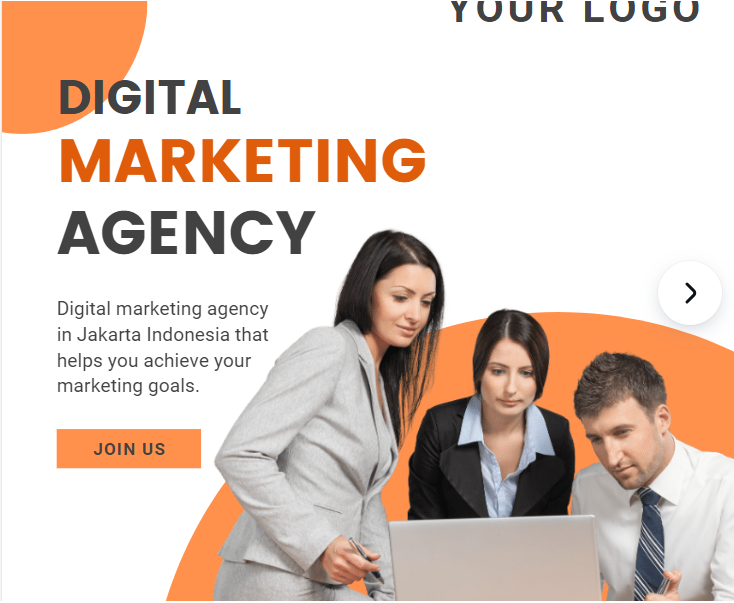 YOUR LOGO
DIGITAL
MARKETING
AGENCY
Digital marketing agency
in Jakarta Indonesia that
helps you achieve your
marketing goals.
JOIN US